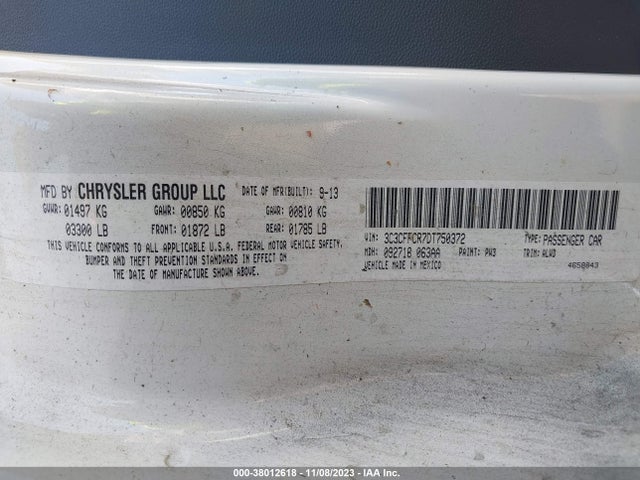 MFD BY CHRYSLER GROUP LLC DATE OF MFR(BUILT): 9-13
GVWR: 01497 KG GAWR: 00850 KG GAWR: 00810 KG
03300 LB FRONT: 01872 LB REAR: 01785 LB
THIS VEHICLE CONFORMS TO ALL APPLICABLE U.S.A. FEDERAL MOTOR VEHICLE SAFETY,
BUMPER AND THEFT PREVENTION STANDARDS IN EFFECT ON
THE DATE OF MANUFACTURE SHOWN ABOVE.
VIN: 3C3CFFCR7DT750372 TYPE: PASSENGER CAR
MDH: 092718 063AA PAINT: PW3 TRIM: ALWD
VEHICLE MADE IN MEXICO 4658843
000-38012618 - 11/08/2023 - IAA Inc.